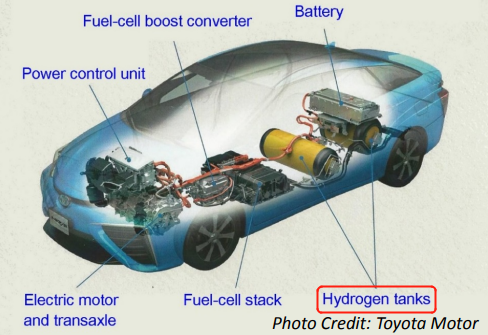 Battery
Fuel-cell boost converter
Power control unit
Electric motor
and transaxle
Fuel-cell stack
Hydrogen tanks
Photo Credit: Toyota Motor